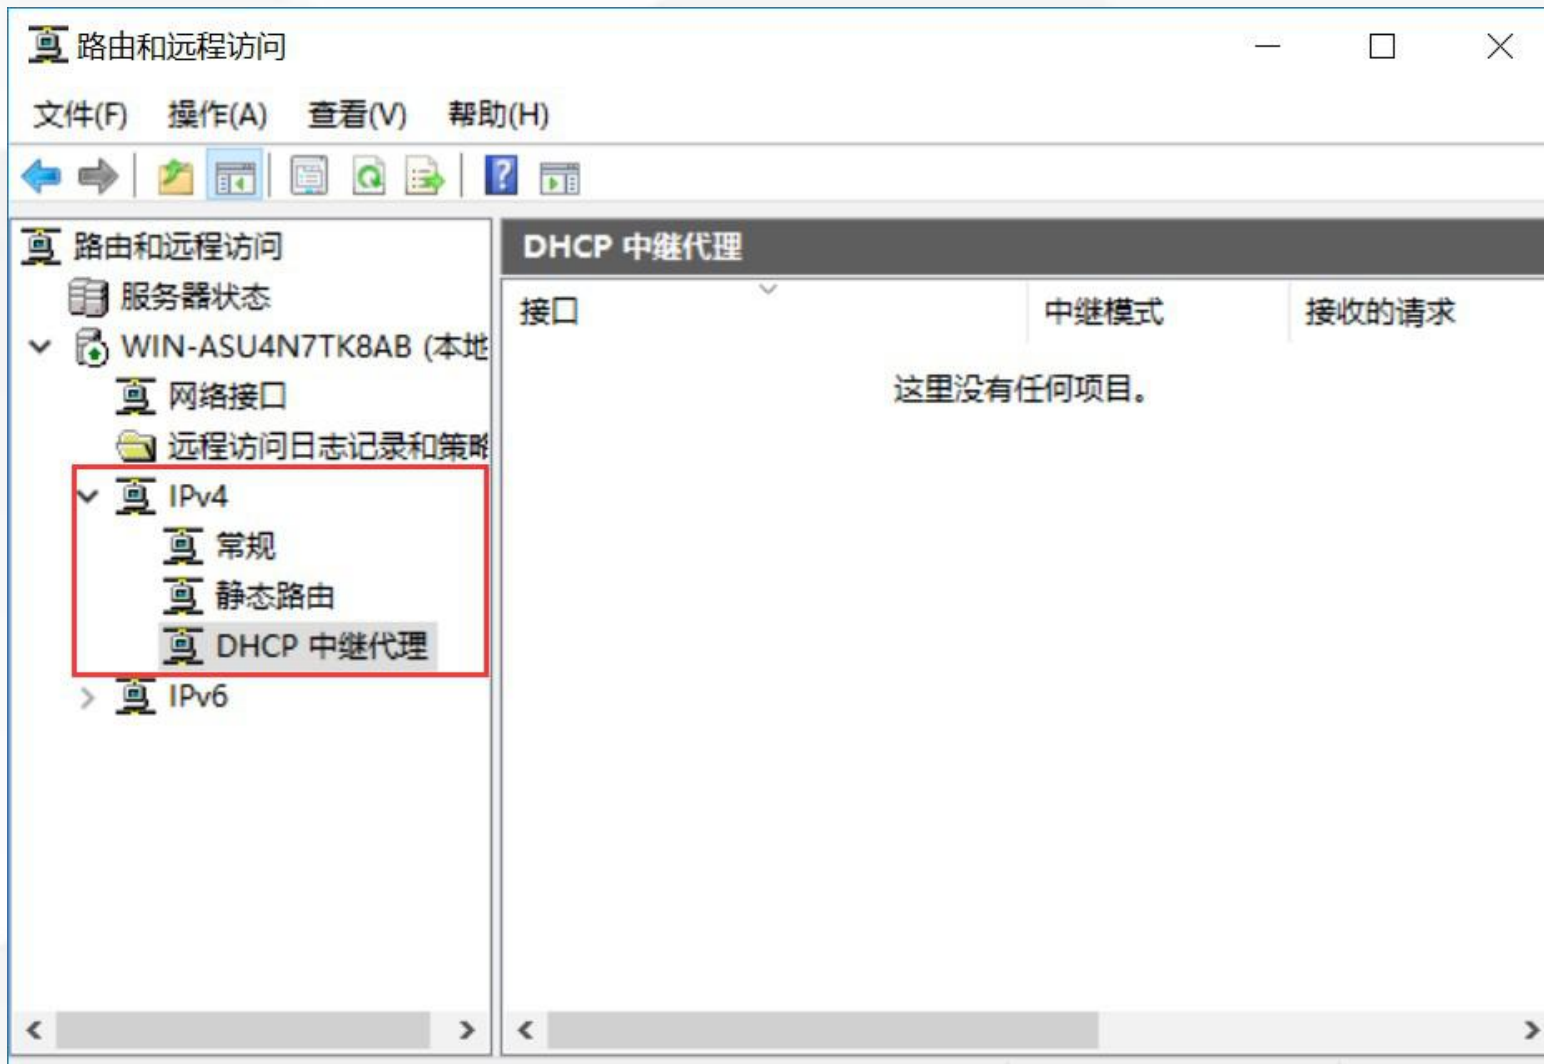 路由和远程访问
文件(F) 操作(A) 查看(V) 帮助(H)
路由和远程访问
服务器状态
WIN-ASU4N7TK8AB (本地
网络接口
远程访问日志记录和策略
IPv4
常规
静态路由
DHCP 中继代理
IPv6
DHCP 中继代理
接口 中继模式 接收的请求
这里没有任何项目。